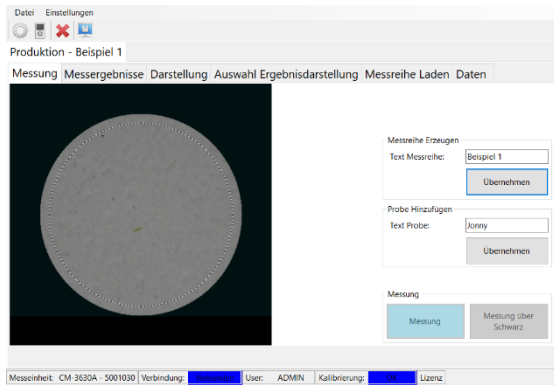 Datei Einstellungen
Produktion - Beispiel 1
Messung Messergebnisse Darstellung Auswahl Ergebnisdarstellung Messreihe Laden Daten
Messreihe Erzeugen
Text Messreihe: Beispiel 1
Übernehmen
Probe Hinzufügen
Text Probe: Jonny
Übernehmen
Messung
Messung
Messung über
Schwarz
Messeinheit: CM-3630A - 5001030 Verbindung: User: ADMIN Kalibrierung: OK Lizenz